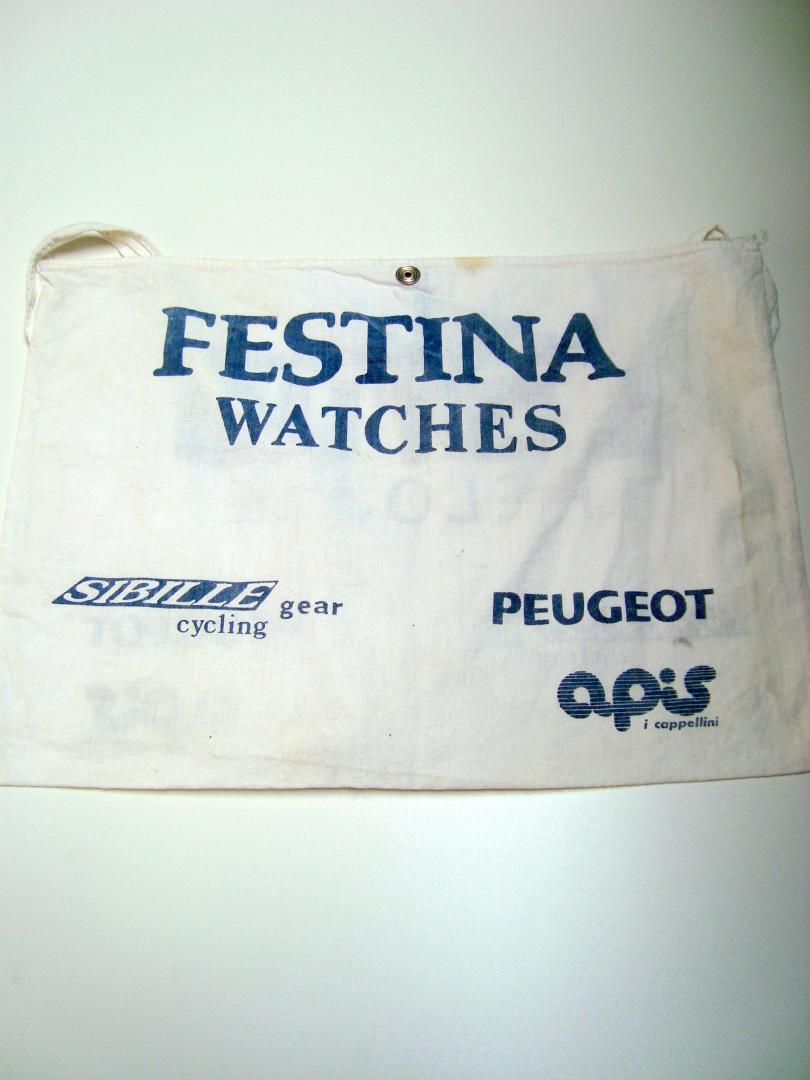 FESTINA
WATCHES
SIBILLE gear
cycling
PEUGEOT
apis
i cappellini